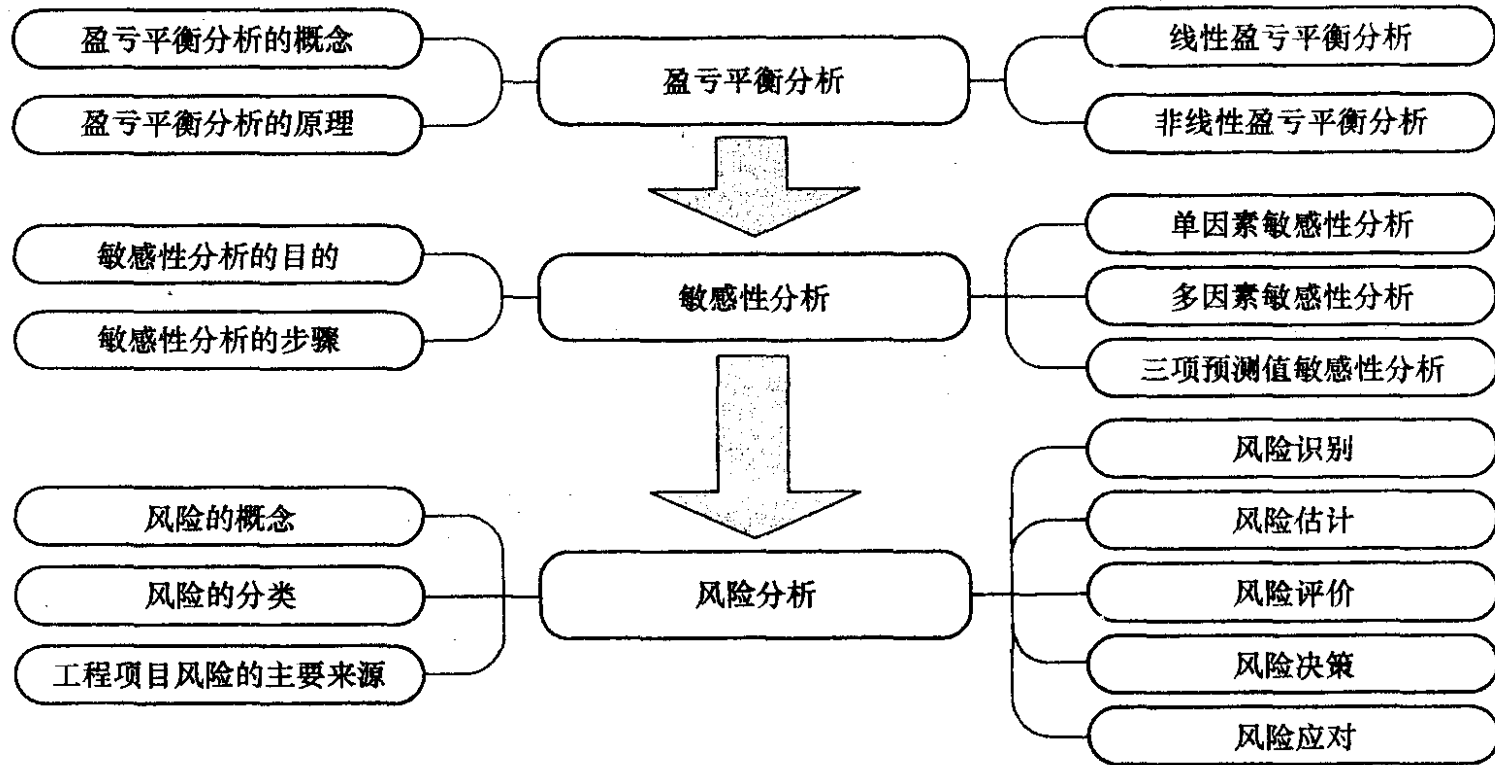 盈亏平衡分析的概念
盈亏平衡分析的原理
盈亏平衡分析
线性盈亏平衡分析
非线性盈亏平衡分析
敏感性分析的目的
敏感性分析的步骤
敏感性分析
单因素敏感性分析
多因素敏感性分析
三项预测值敏感性分析
风险的概念
风险的分类
工程项目风险的主要来源
风险分析
风险识别
风险估计
风险评价
风险决策
风险应对